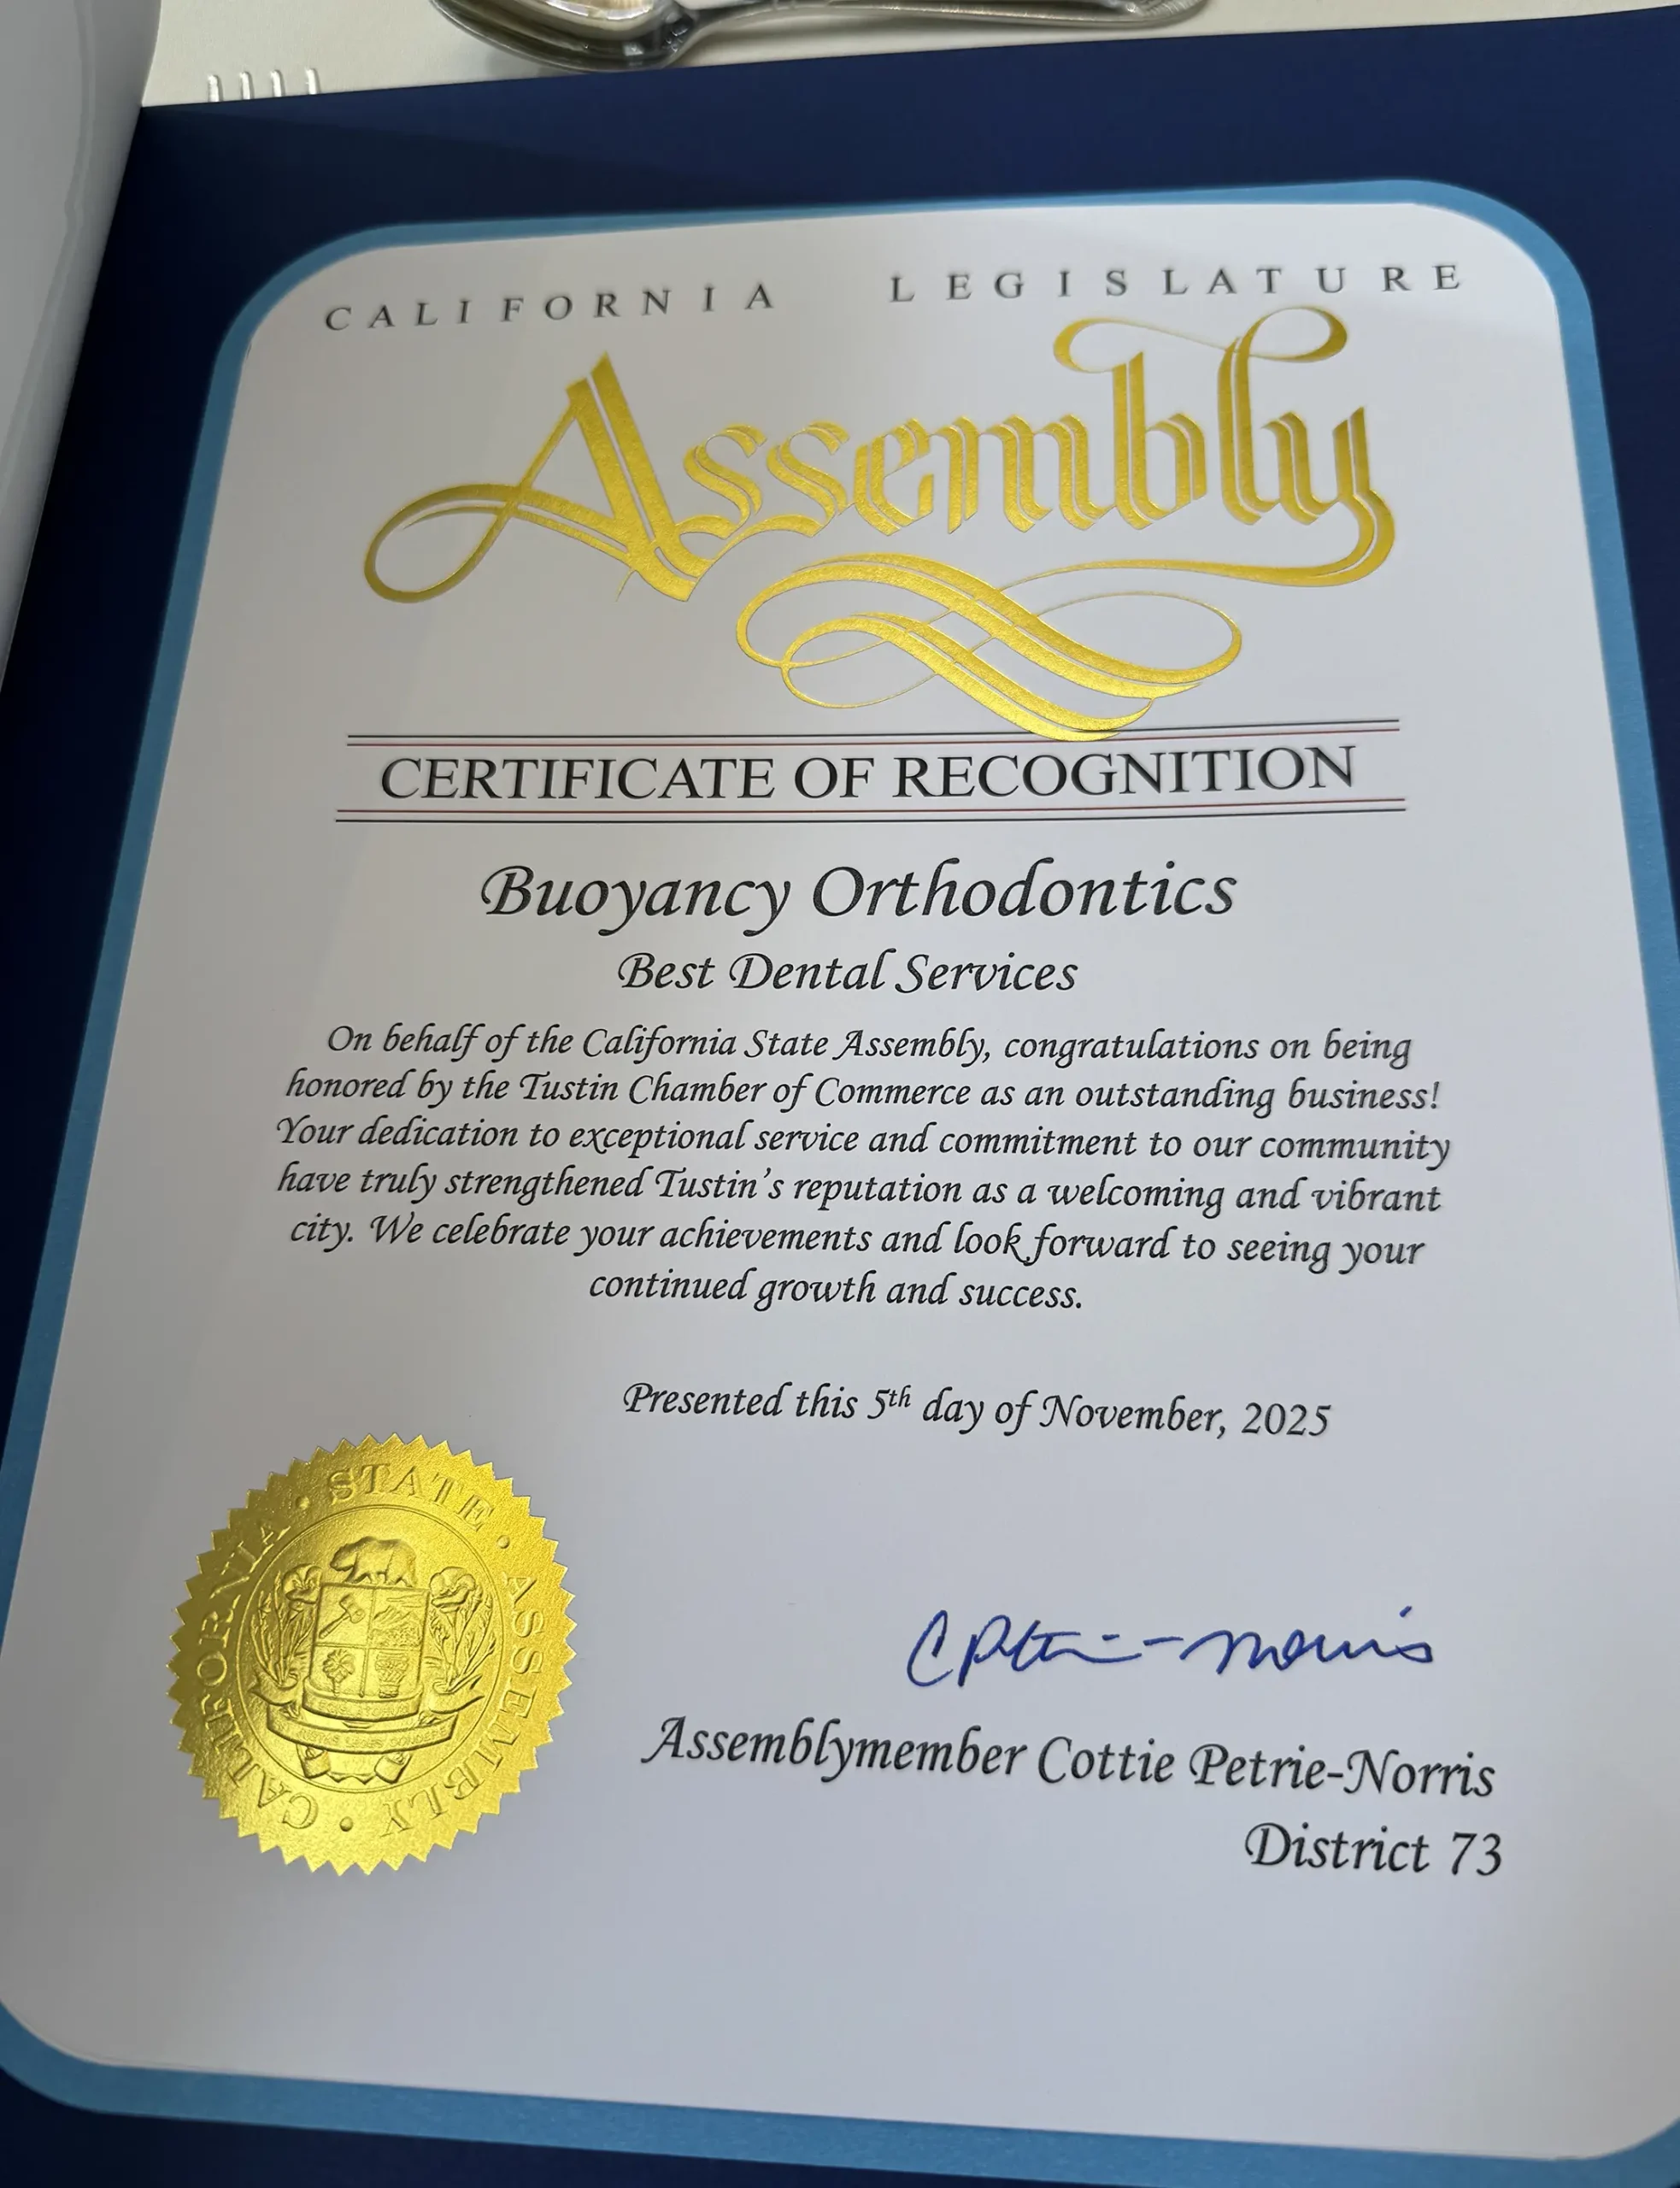 CALIFORNIA LEGISLATURE
Assembly
CERTIFICATE OF RECOGNITION
Buoyancy Orthodontics
Best Dental Services
On behalf of the California State Assembly, congratulations on being
honored by the Tustin Chamber of Commerce as an outstanding business!
Your dedication to exceptional service and commitment to our community
have truly strengthened Tustin's reputation as a welcoming and vibrant
city. We celebrate your achievements and look forward to seeing your
continued growth and success.
Presented this 5th day of November, 2025
CALIFORNIA · STATE · ASSEMBLY ·
C Petrie-Norris
Assemblymember Cottie Petrie-Norris
District 73